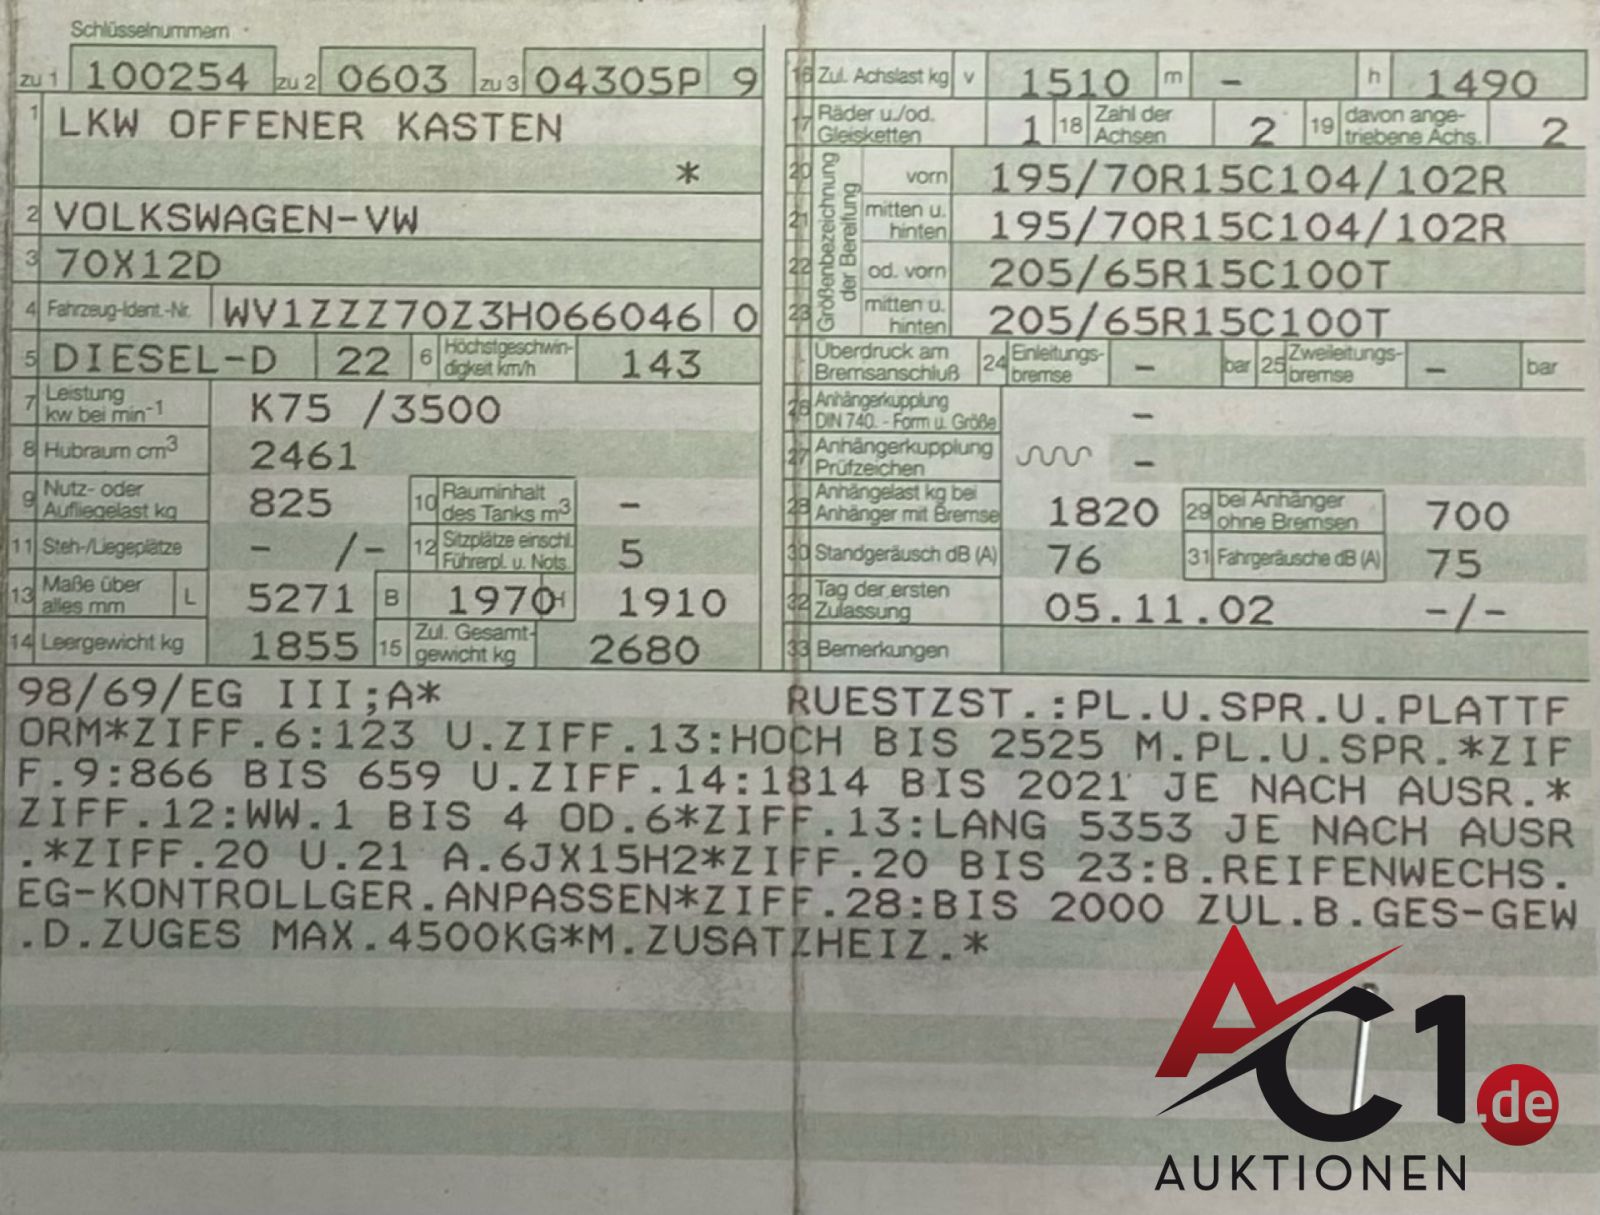 Schlüsselnummern
zu 1 100254 zu 2 0603 zu 3 04305P 9
1 LKW OFFENER KASTEN
*
2 VOLKSWAGEN-VW
3 70X12D
4 Fahrzeug-Ident.-Nr. WV1ZZZ70Z3H066046 0
5 DIESEL-D 22 6 Höchstgeschwin-
digkeit km/h 143
7 Leistung
kw bei min-1 K75 /3500
8 Hubraum cm3 2461
9 Nutz- oder
Aufliegelast kg 825 10 Rauminhalt
des Tanks m3 -
11 Steh-/Liegeplätze - /- 12 Sitzplätze einschl.
Führerpl. u. Nots. 5
13 Maße über
alles mm L 5271 B 1970 H 1910
14 Leergewicht kg 1855 15 Zul. Gesamt-
gewicht kg 2680
16 Zul. Achslast kg v 1510 m - h 1490
17 Räder u./od.
Gleisketten 1 18 Zahl der
Achsen 2 19 davon ange-
triebene Achs. 2
Größenbezeichnung
der Bereifung
20 vorn 195/70R15C104/102R
21 mitten u.
hinten 195/70R15C104/102R
22 od. vorn 205/65R15C100T
23 mitten u.
hinten 205/65R15C100T
Überdruck am
Bremsanschluß 24 Einleitungs-
bremse - bar 25 Zweileitungs-
bremse - bar
26 Anhängerkupplung
DIN 740. - Form u. Größe -
27 Anhängerkupplung
Prüfzeichen -
28 Anhängelast kg bei
Anhänger mit Bremse 1820 29 bei Anhänger
ohne Bremsen 700
30 Standgeräusch dB (A) 76 31 Fahrgeräusche dB (A) 75
32 Tag der ersten
Zulassung 05.11.02 -/-
33 Bemerkungen
98/69/EG III;A* RUESTZST.:PL.U.SPR.U.PLATTF
ORM*ZIFF.6:123 U.ZIFF.13:HOCH BIS 2525 M.PL.U.SPR.*ZIF
F.9:866 BIS 659 U.ZIFF.14:1814 BIS 2021 JE NACH AUSR.*
ZIFF.12:WW.1 BIS 4 OD.6*ZIFF.13:LANG 5353 JE NACH AUSR
.*ZIFF.20 U.21 A.6JX15H2*ZIFF.20 BIS 23:B.REIFENWECHS.
EG-KONTROLLGER.ANPASSEN*ZIFF.28:BIS 2000 ZUL.B.GES-GEW
.D.ZUGES MAX.4500KG*M.ZUSATZHEIZ.*
AC1.de
AUKTIONEN